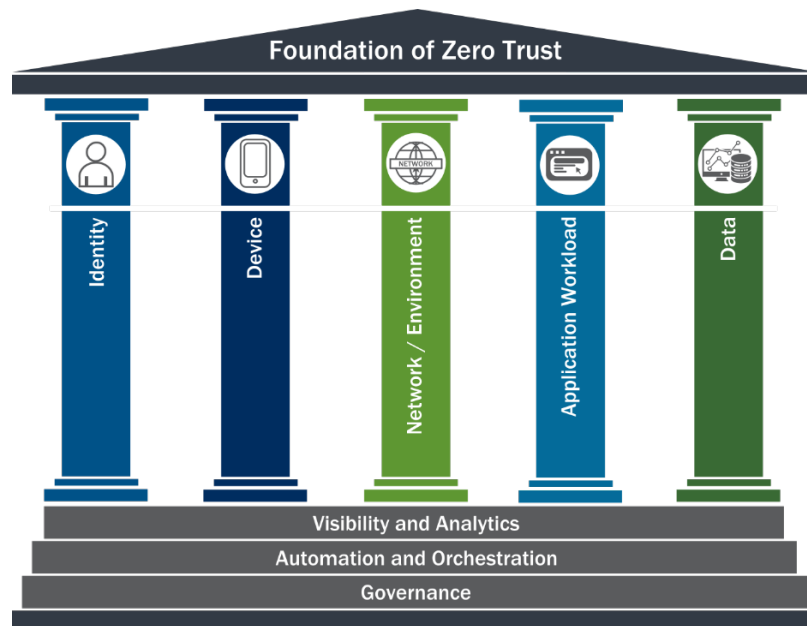 Foundation of Zero Trust
Identity
Device
NETWORK
Network / Environment
Application Workload
Data
Visibility and Analytics
Automation and Orchestration
Governance